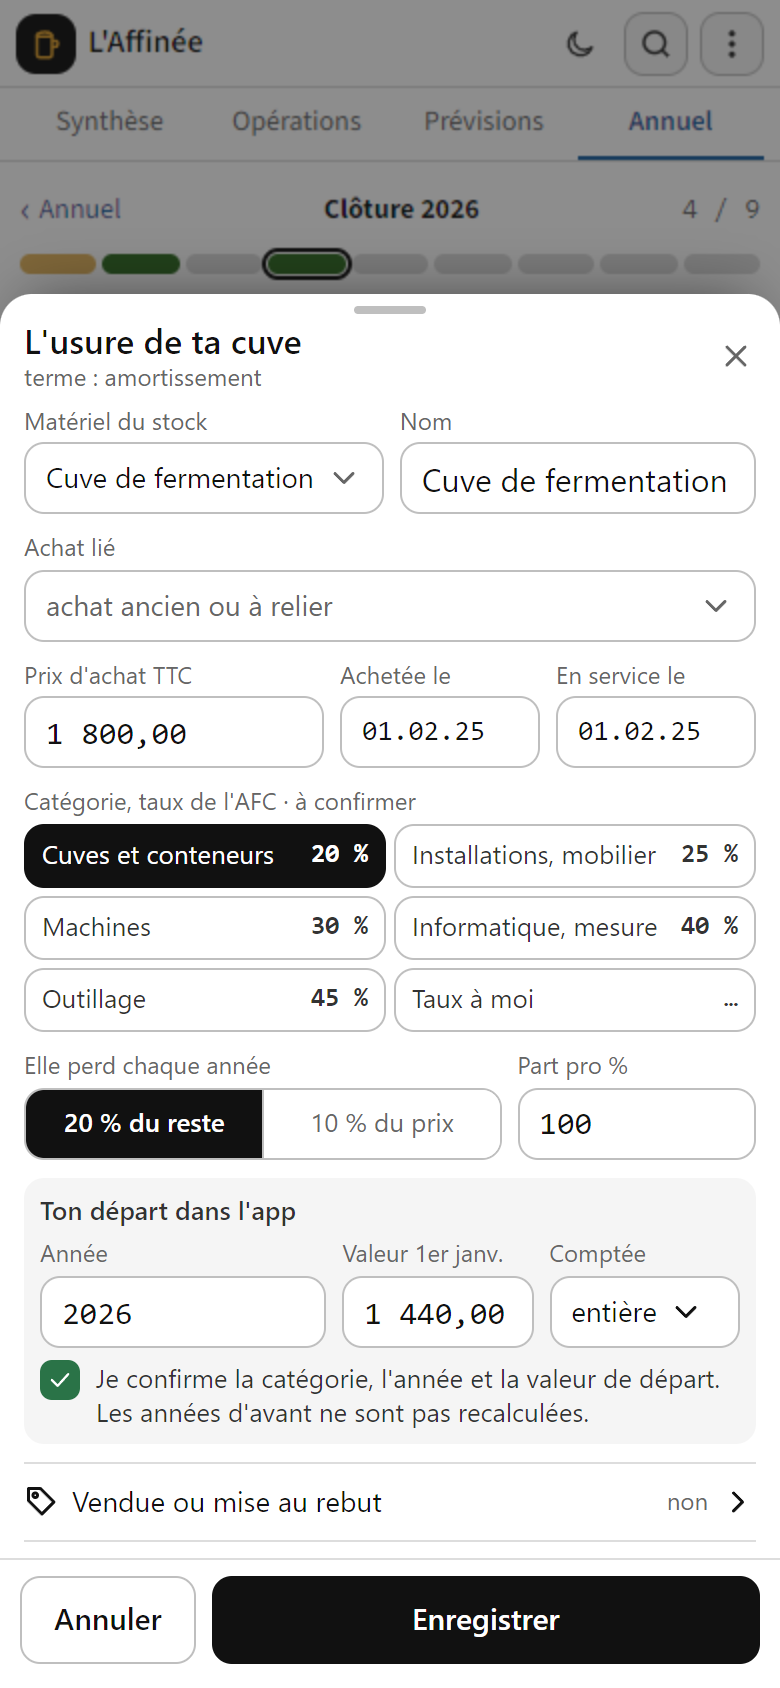 L'Affinée
Synthèse Opérations Prévisions Annuel
‹ Annuel Clôture 2026 4 / 9
L'usure de ta cuve
terme : amortissement
Matériel du stock Nom
Cuve de fermentation Cuve de fermentation
Achat lié
achat ancien ou à relier
Prix d'achat TTC Achetée le En service le
1 800,00 01.02.25 01.02.25
Catégorie, taux de l'AFC · à confirmer
Cuves et conteneurs 20 % Installations, mobilier 25 %
Machines 30 % Informatique, mesure 40 %
Outillage 45 % Taux à moi …
Elle perd chaque année Part pro %
20 % du reste 10 % du prix 100
Ton départ dans l'app
Année Valeur 1er janv. Comptée
2026 1 440,00 entière
Je confirme la catégorie, l'année et la valeur de départ.
Les années d'avant ne sont pas recalculées.
Vendue ou mise au rebut non
Annuler Enregistrer